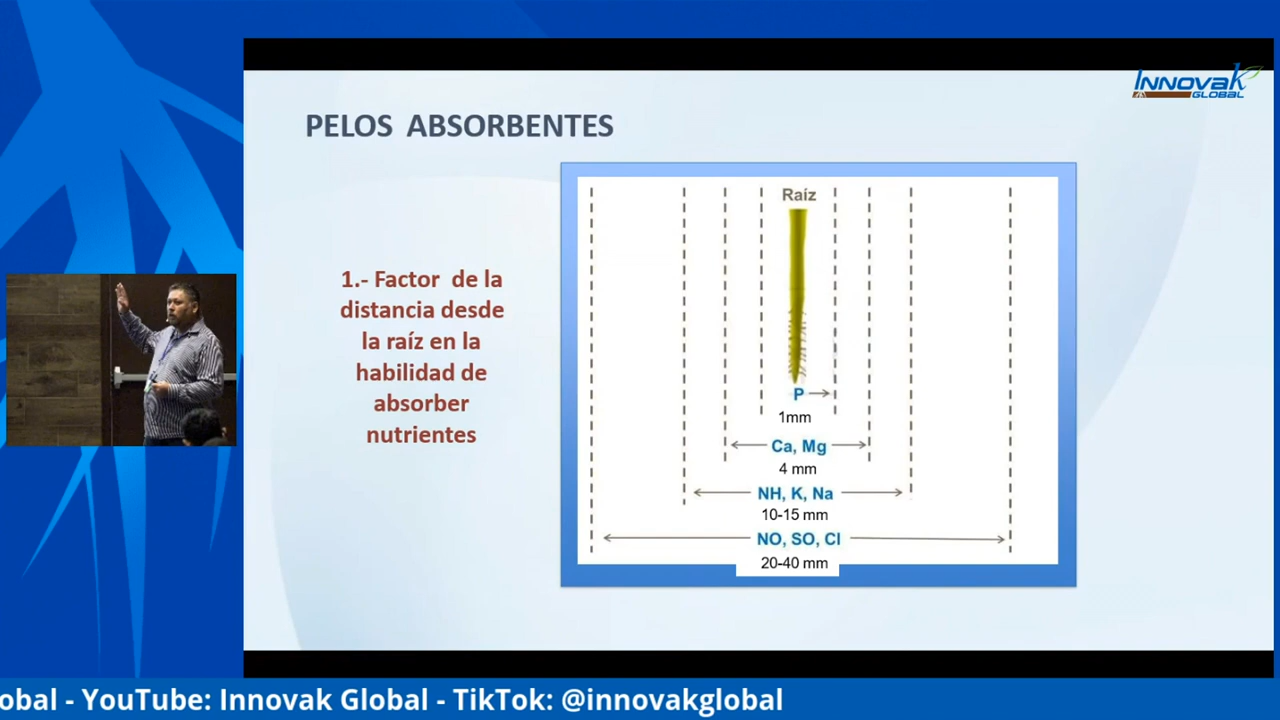 Innovak
GLOBAL
PELOS ABSORBENTES
1.- Factor de la
distancia desde
la raíz en la
habilidad de
absorber
nutrientes
Raíz
P
1mm
Ca, Mg
4 mm
NH, K, Na
10-15 mm
NO, SO, Cl
20-40 mm
obal - YouTube: Innovak Global - TikTok: @innovakglobal